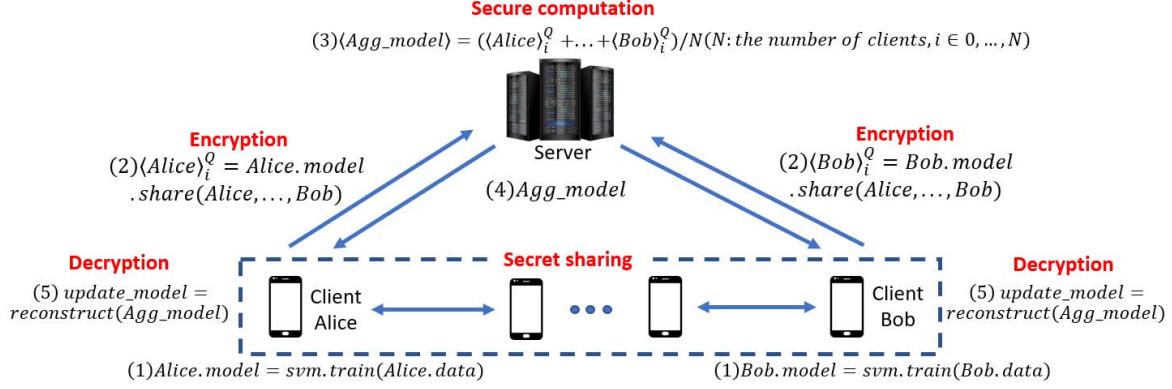 Secure computation
(3)⟨Agg_model⟩ = (⟨Alice⟩_i^Q +...+⟨Bob⟩_i^Q)/N(N: the number of clients, i ∈ 0, ..., N)
Encryption
(2)⟨Alice⟩_i^Q = Alice.model
.share(Alice, ..., Bob)
Server
(4)Agg_model
Encryption
(2)⟨Bob⟩_i^Q = Bob.model
.share(Alice, ..., Bob)
Decryption
(5) update_model =
reconstruct(Agg_model)
Secret sharing
Client
Alice
Client
Bob
Decryption
(5) update_model =
reconstruct(Agg_model)
(1)Alice.model = svm.train(Alice.data)
(1)Bob.model = svm.train(Bob.data)